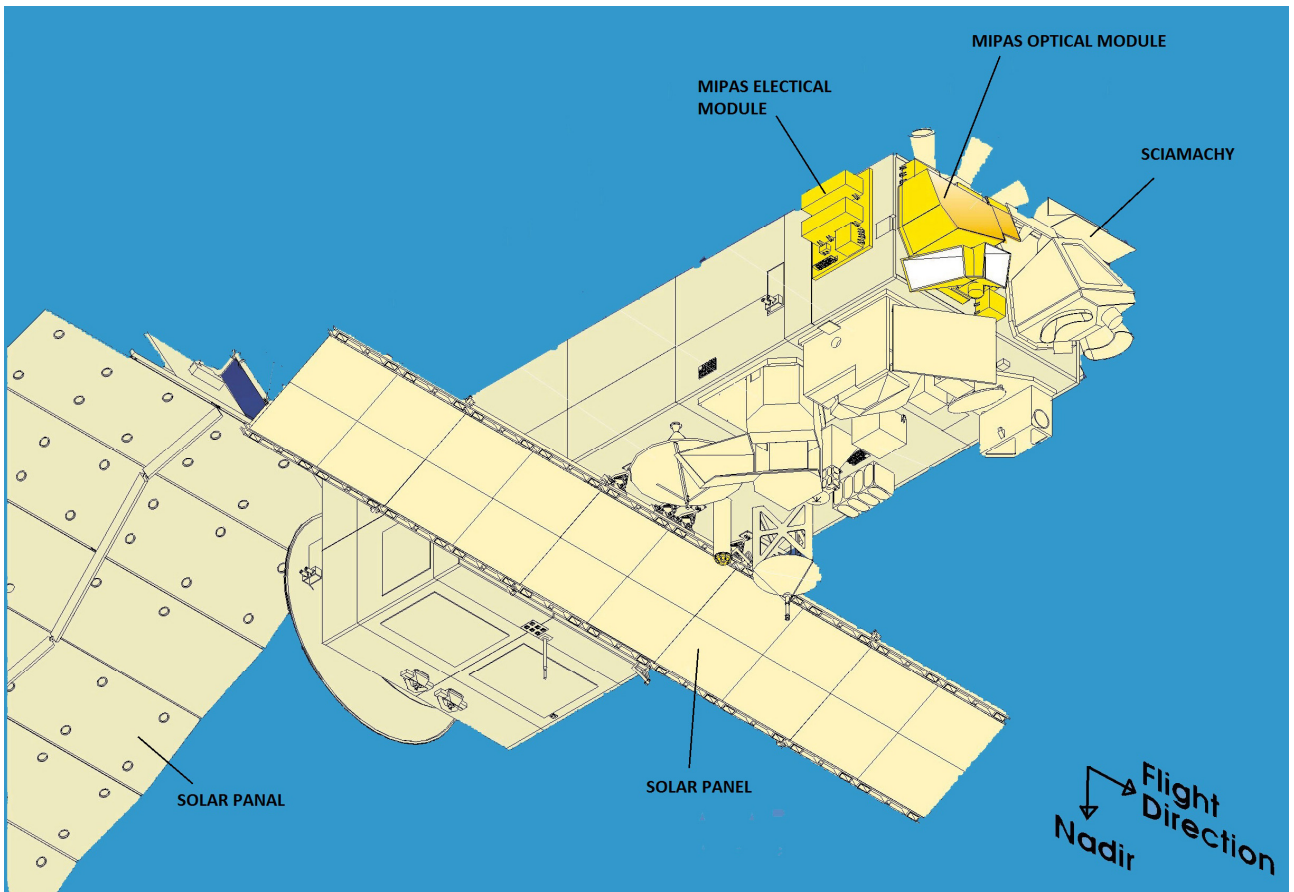 MIPAS OPTICAL MODULE
MIPAS ELECTICAL
MODULE
SCIAMACHY
SOLAR PANAL
SOLAR PANEL
Flight
Direction
Nadir